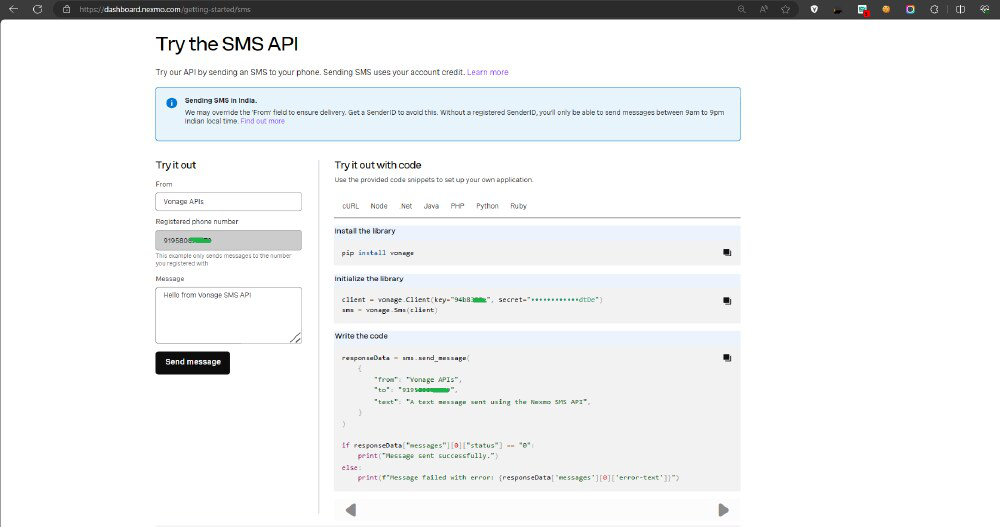 https://dashboard.nexmo.com/getting-started/sms
Try the SMS API
Try our API by sending an SMS to your phone. Sending SMS uses your account credit. Learn more
Sending SMS in India.
We may override the 'From' field to ensure delivery. Get a SenderID to avoid this. Without a registered SenderID, you'll only be able to send messages between 9am to 9pm
Indian local time. Find out more
Try it out
From
Vonage APIs
Registered phone number
This example only sends messages to the number
you registered with
Message
Hello from Vonage SMS API
Send message
Try it out with code
Use the provided code snippets to set up your own application.
cURL Node .Net Java PHP Python Ruby
Install the library
pip install vonage
Initialize the library
client = vonage.Client(key="94b83", secret="••••••••••••dtDe")
sms = vonage.Sms(client)
Write the code
responseData = sms.send_message(
{
"from": "Vonage APIs",
"to": "9195
"text": "A text message sent using the Nexmo SMS API",
}
)
if responseData["messages"][0]["status"] == "0":
print("Message sent successfully.")
else:
print(f"Message failed with error: {responseData['messages'][0]['error-text']}")